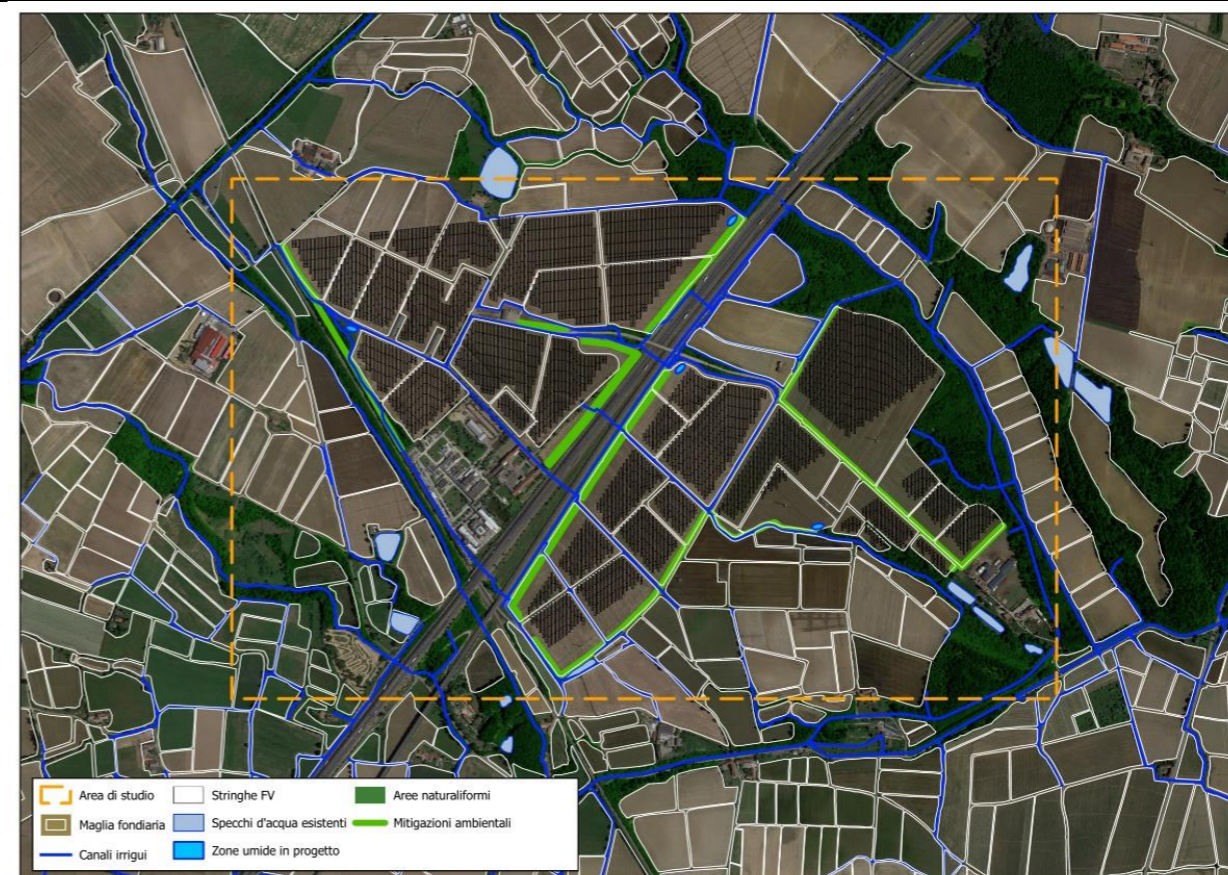 Area di studio
Stringhe FV
Aree naturaliformi
Maglia fondiaria
Specchi d'acqua esistenti
Mitigazioni ambientali
Canali irrigui
Zone umide in progetto